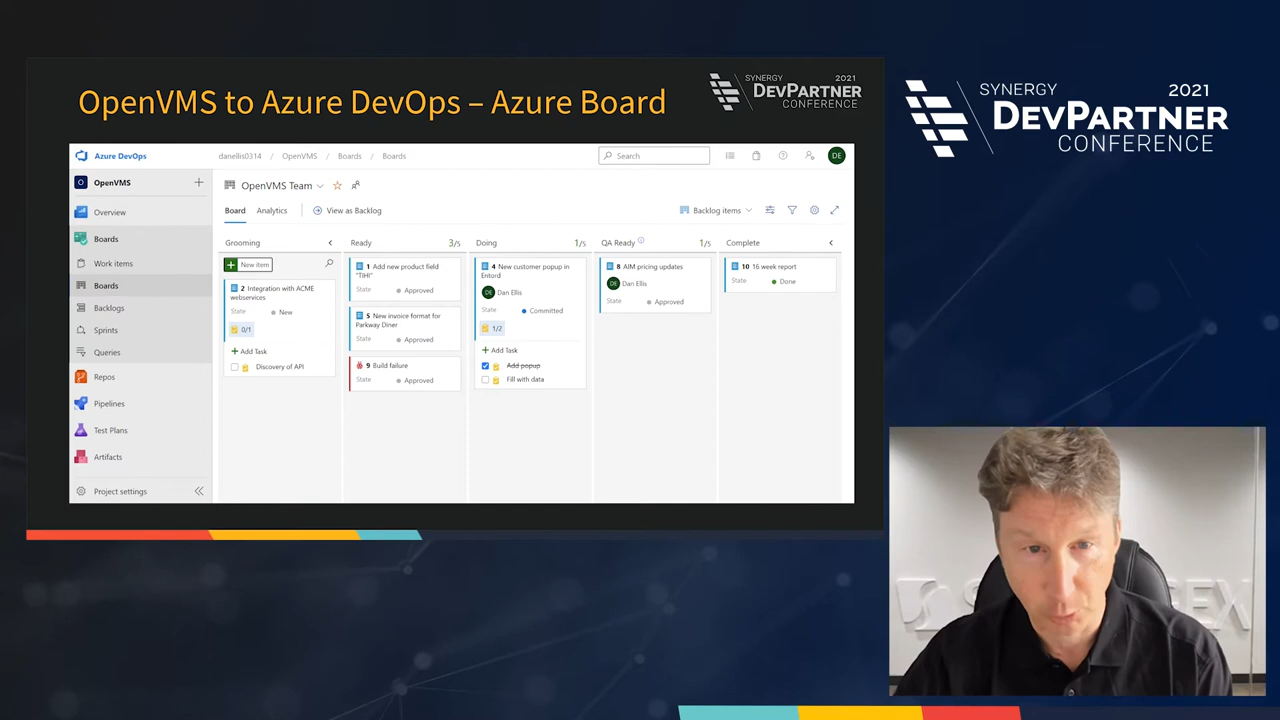 OpenVMS to Azure DevOps – Azure Board
SYNERGY 2021
DEVPARTNER
CONFERENCE
SYNERGY 2021
DEVPARTNER
CONFERENCE
Azure DevOps
danellis0314 / OpenVMS / Boards / Boards
Search
DE
O OpenVMS
OpenVMS Team
Overview
Boards
Work items
Boards
Backlogs
Sprints
Queries
Repos
Pipelines
Test Plans
Artifacts
Project settings
Board Analytics View as Backlog
Backlog items
Grooming
New item
2 Integration with ACME
webservices
State New
0/1
Add Task
Discovery of API
Ready 3/5
1 Add new product field
"TIHI"
State Approved
5 New invoice format for
Parkway Diner
State Approved
9 Build failure
State Approved
Doing 1/5
4 New customer popup in
Entord
DE Dan Ellis
State Committed
1/2
Add Task
Add popup
Fill with data
QA Ready 1/5
8 AIM pricing updates
DE Dan Ellis
State Approved
Complete
10 16 week report
State Done